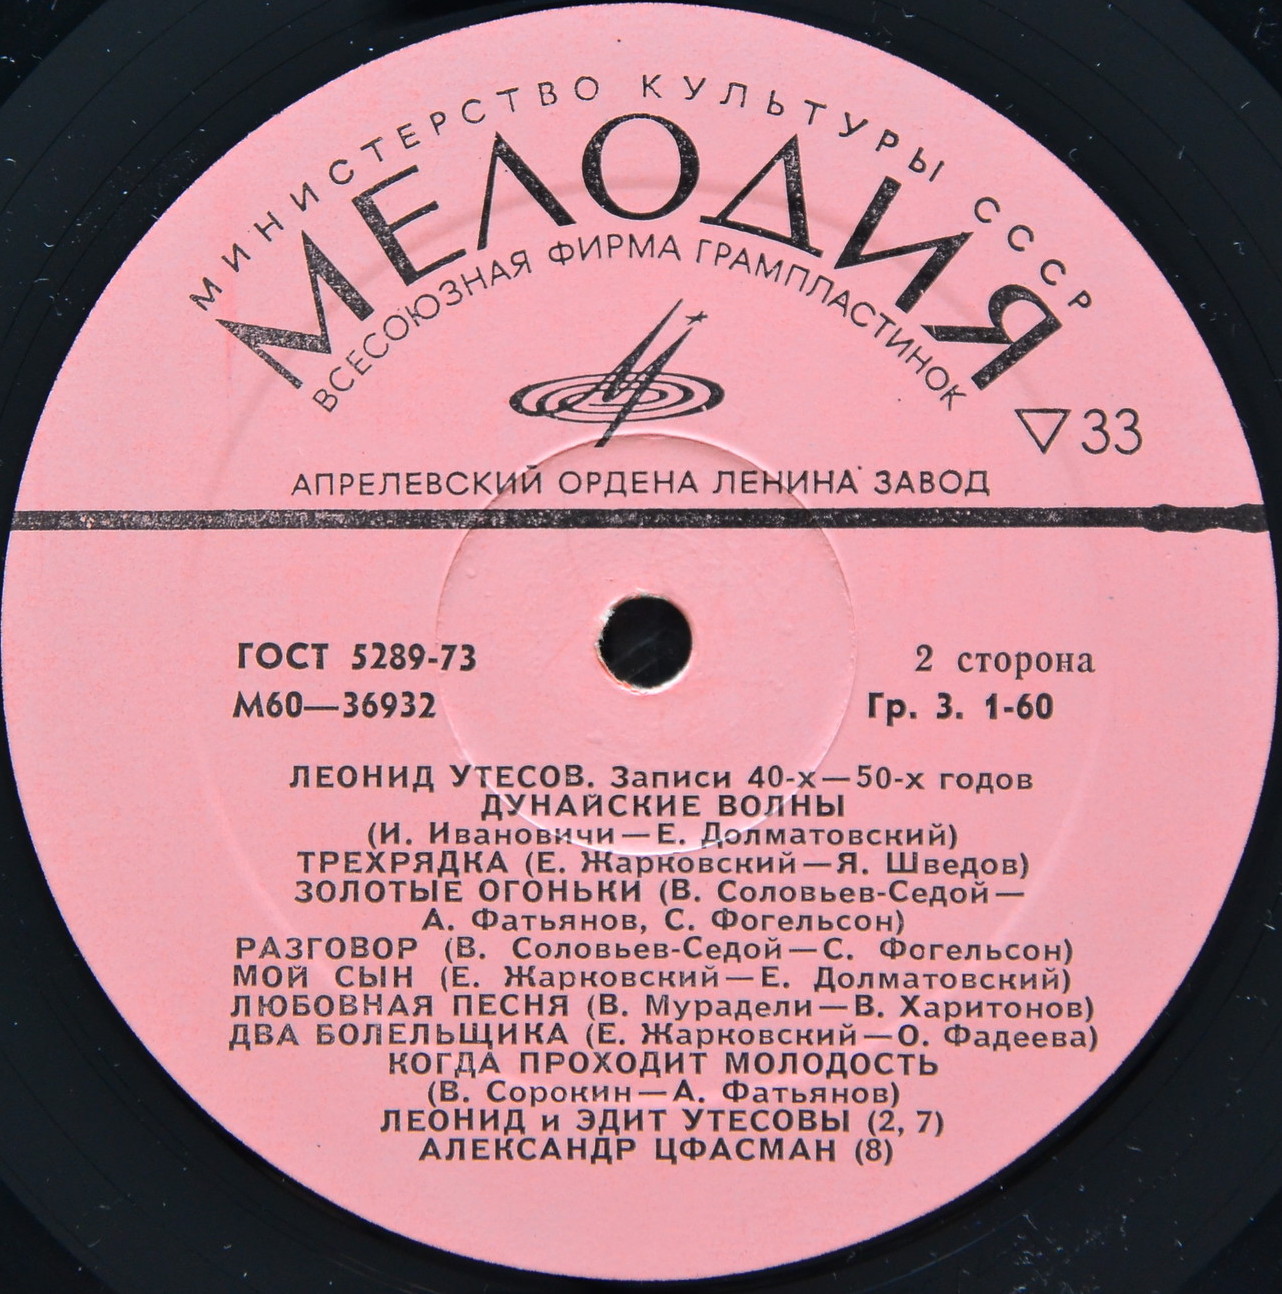 МИНИСТЕРСТВО КУЛЬТУРЫ СССР
МЕЛОДИЯ
ВСЕСОЮЗНАЯ ФИРМА ГРАМПЛАСТИНОК
33
АПРЕЛЕВСКИЙ ОРДЕНА ЛЕНИНА ЗАВОД
ГОСТ 5289-73
2 сторона
М60—36932
Гр. 3. 1-60
ЛЕОНИД УТЕСОВ. Записи 40-х—50-х годов
ДУНАЙСКИЕ ВОЛНЫ
(И. Ивановичи—Е. Долматовский)
ТРЕХРЯДКА (Е. Жарковский—Я. Шведов)
ЗОЛОТЫЕ ОГОНЬКИ (В. Соловьев-Седой—
А. Фатьянов, С. Фогельсон)
РАЗГОВОР (В. Соловьев-Седой—С. Фогельсон)
МОЙ СЫН (Е. Жарковский—Е. Долматовский)
ЛЮБОВНАЯ ПЕСНЯ (В. Мурадели—В. Харитонов)
ДВА БОЛЕЛЬЩИКА (Е. Жарковский—О. Фадеева)
КОГДА ПРОХОДИТ МОЛОДОСТЬ
(В. Сорокин—А. Фатьянов)
ЛЕОНИД и ЭДИТ УТЕСОВЫ (2, 7)
АЛЕКСАНДР ЦФАСМАН (8)